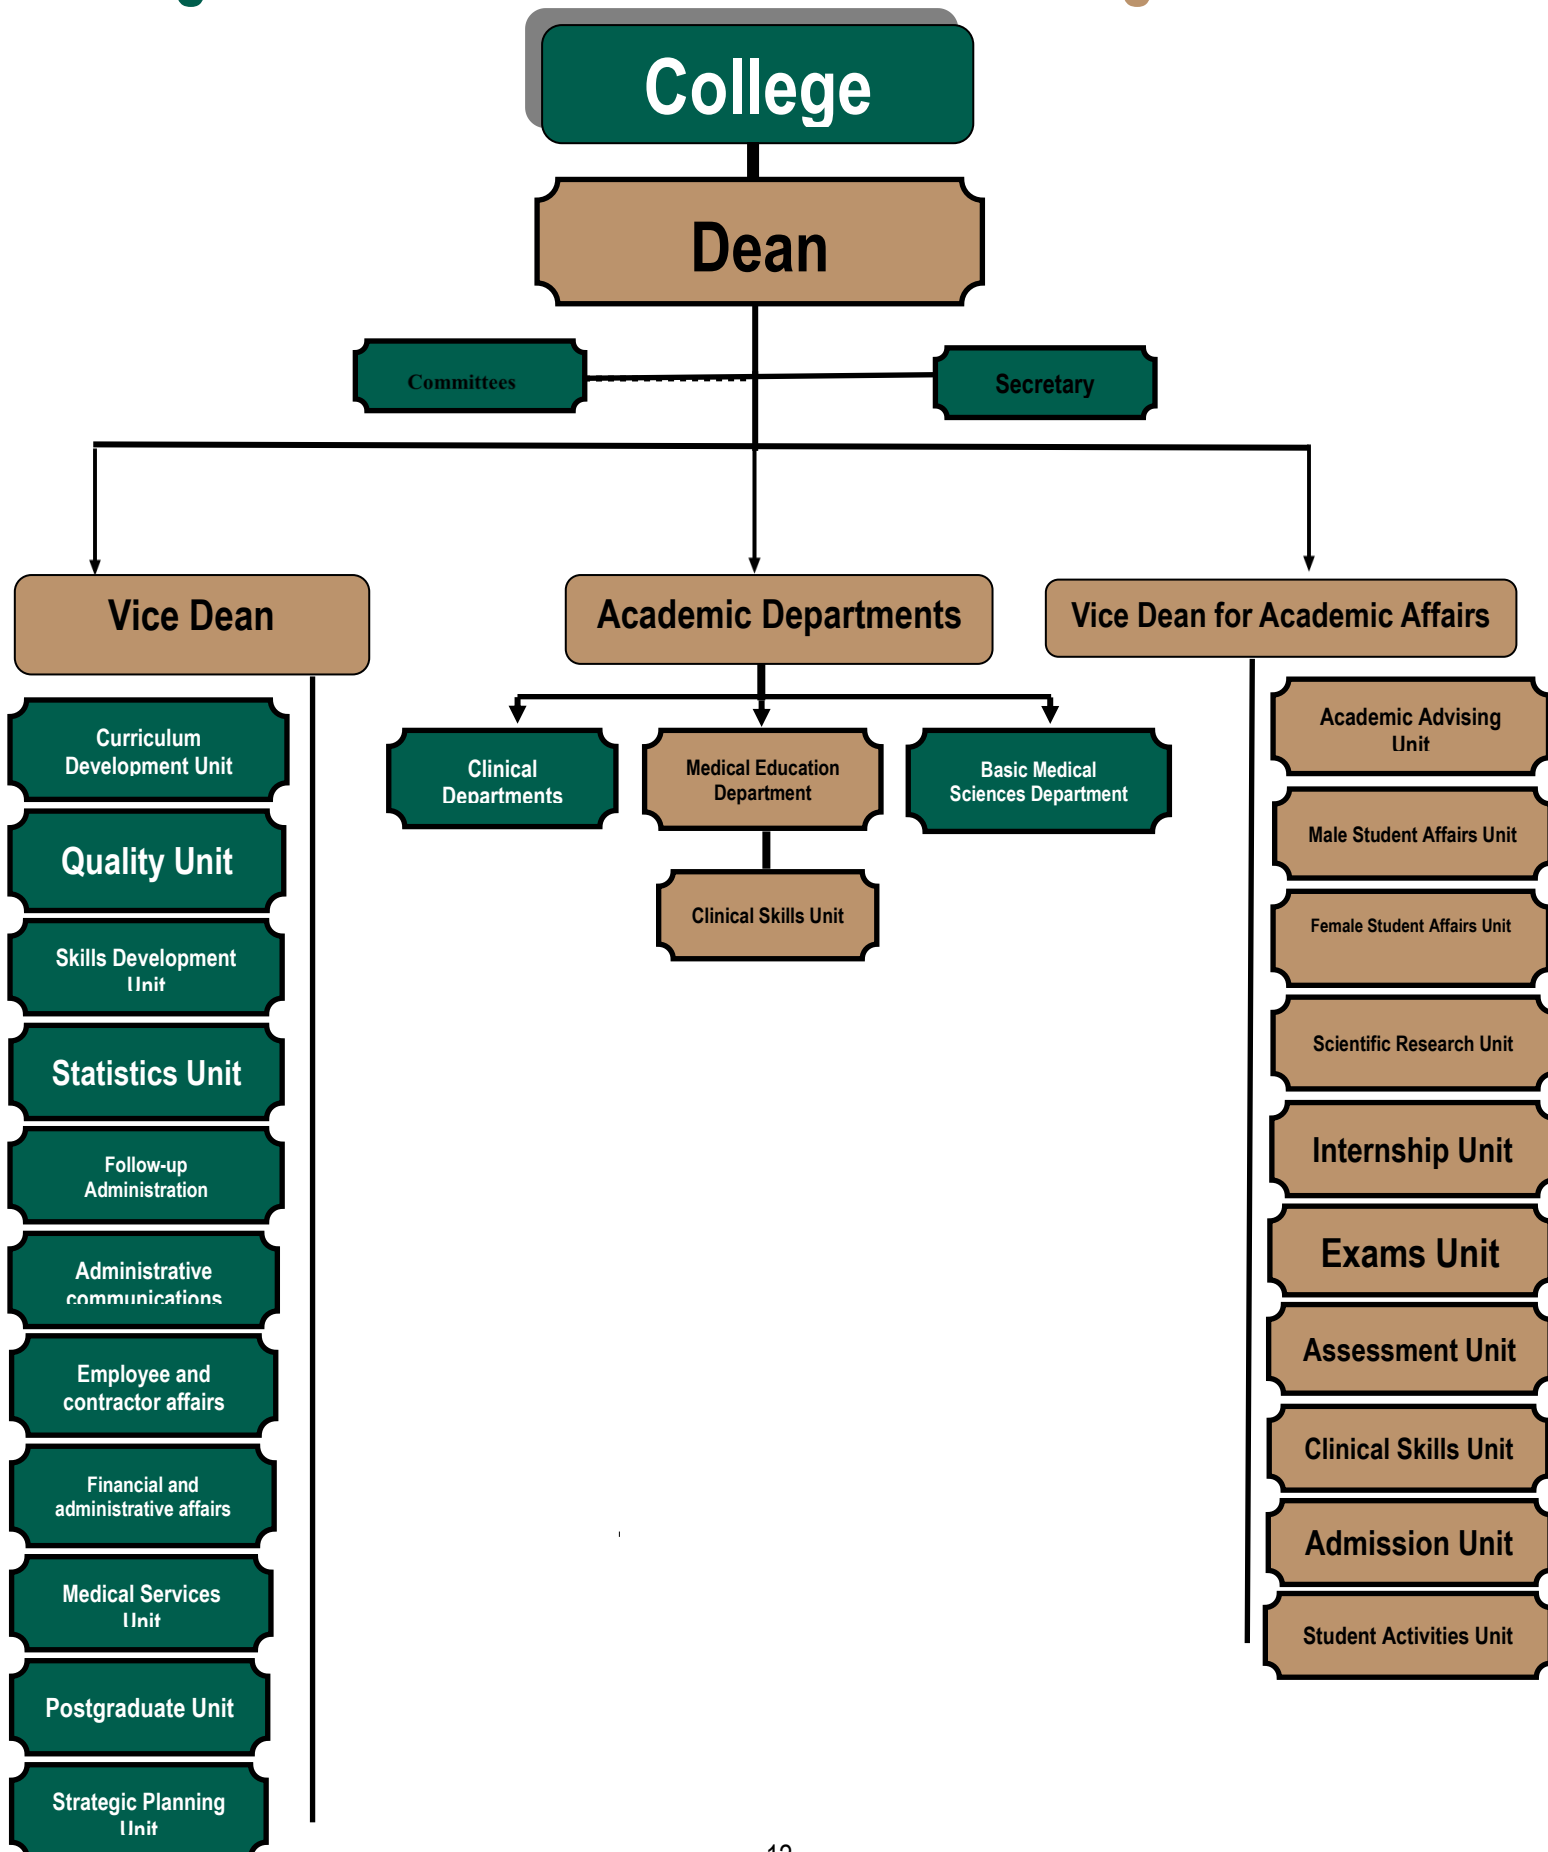 College
Dean
Committees
Secretary
Vice Dean
Academic Departments
Vice Dean for Academic Affairs
Curriculum
Development Unit
Quality Unit
Skills Development
Unit
Statistics Unit
Follow-up
Administration
Administrative
communications
Employee and
contractor affairs
Financial and
administrative affairs
Medical Services
Unit
Postgraduate Unit
Strategic Planning
Unit
Clinical
Departments
Medical Education
Department
Basic Medical
Sciences Department
Clinical Skills Unit
Academic Advising
Unit
Male Student Affairs Unit
Female Student Affairs Unit
Scientific Research Unit
Internship Unit
Exams Unit
Assessment Unit
Clinical Skills Unit
Admission Unit
Student Activities Unit